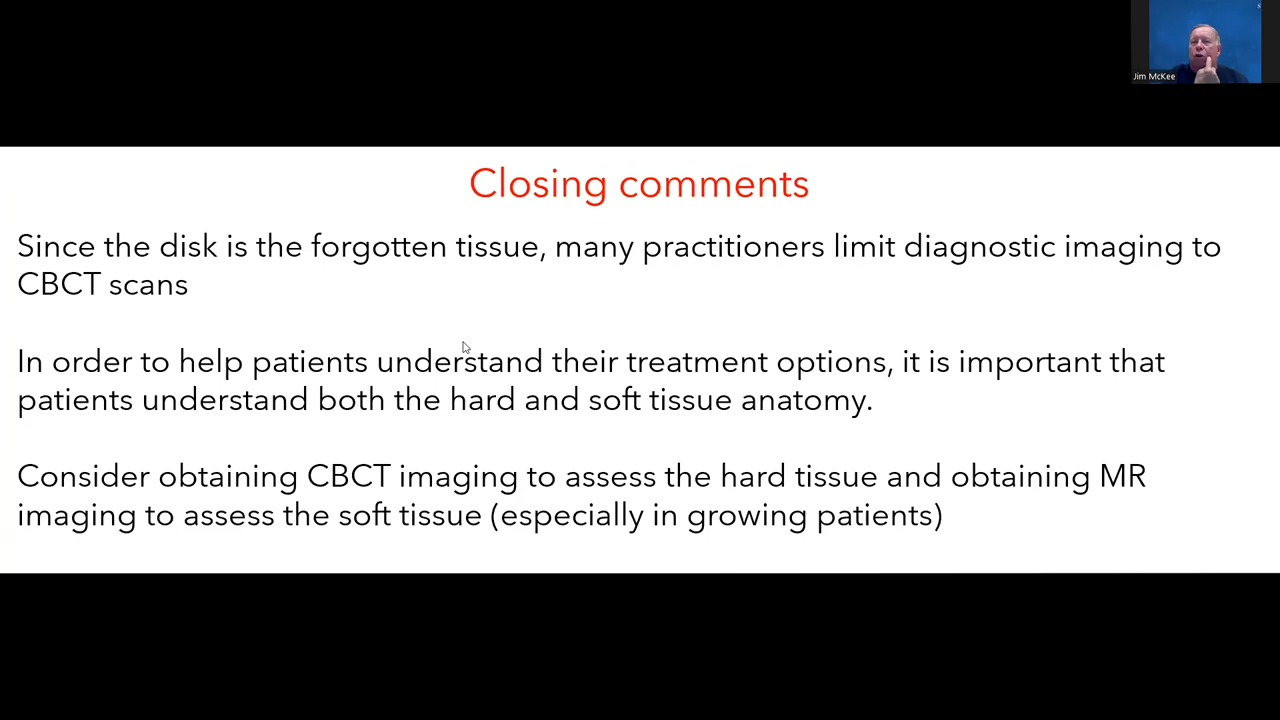 Jim McKee
Closing comments
Since the disk is the forgotten tissue, many practitioners limit diagnostic imaging to
CBCT scans
In order to help patients understand their treatment options, it is important that
patients understand both the hard and soft tissue anatomy.
Consider obtaining CBCT imaging to assess the hard tissue and obtaining MR
imaging to assess the soft tissue (especially in growing patients)